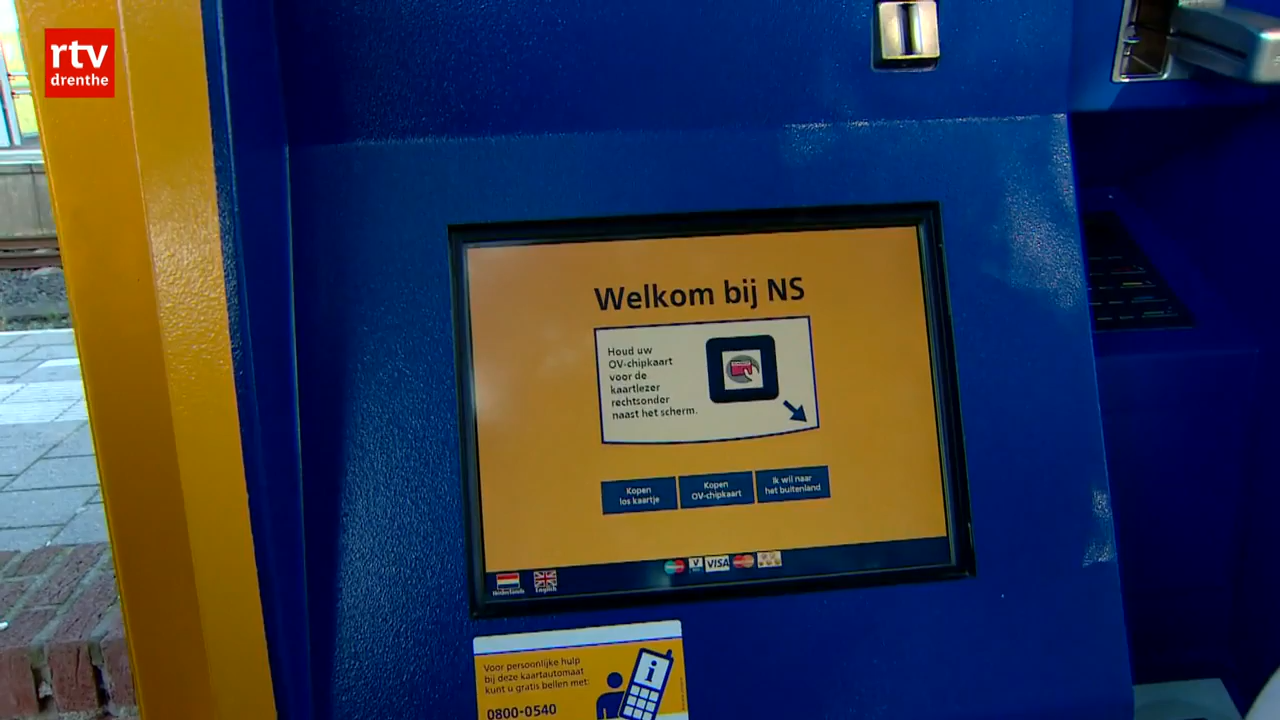 rtv
drenthe
Welkom bij NS
Houd uw
OV-chipkaart
voor de
kaartlezer
rechtsonder
naast het scherm.
Kopen
los kaartje
Kopen
OV-chipkaart
Ik wil naar
het buitenland
VISA
Nederlands
English
Voor persoonlijke hulp
bij deze kaartautomaat
kunt u gratis bellen met:
0800-0540